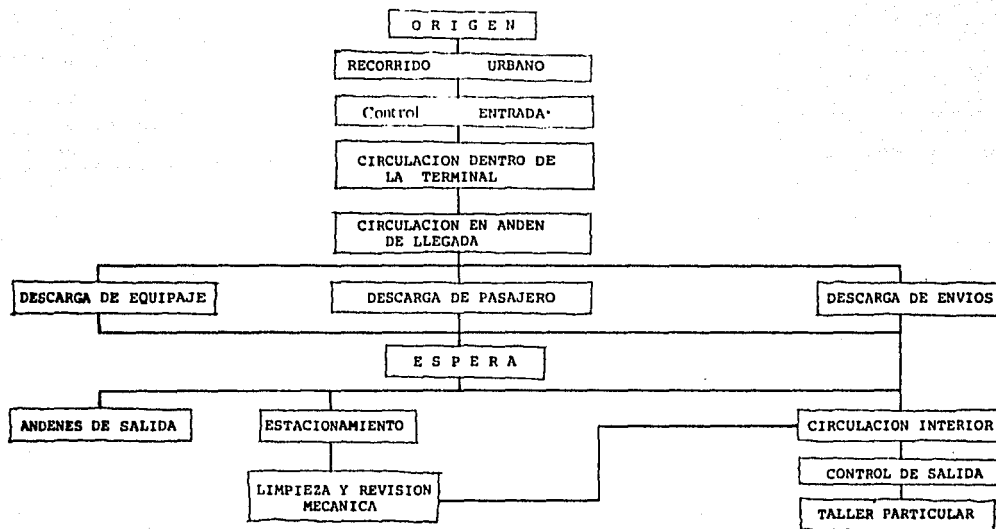 O R I G E N
RECORRIDO URBANO
Control ENTRADA·
CIRCULACION DENTRO DE
LA TERMINAL
CIRCULACION EN ANDEN
DE LLEGADA
DESCARGA DE EQUIPAJE
DESCARGA DE PASAJERO
DESCARGA DE ENVIOS
E S P E R A
ANDENES DE SALIDA
ESTACIONAMIENTO
CIRCULACION INTERIOR
LIMPIEZA Y REVISION
MECANICA
CONTROL DE SALIDA
TALLER PARTICULAR